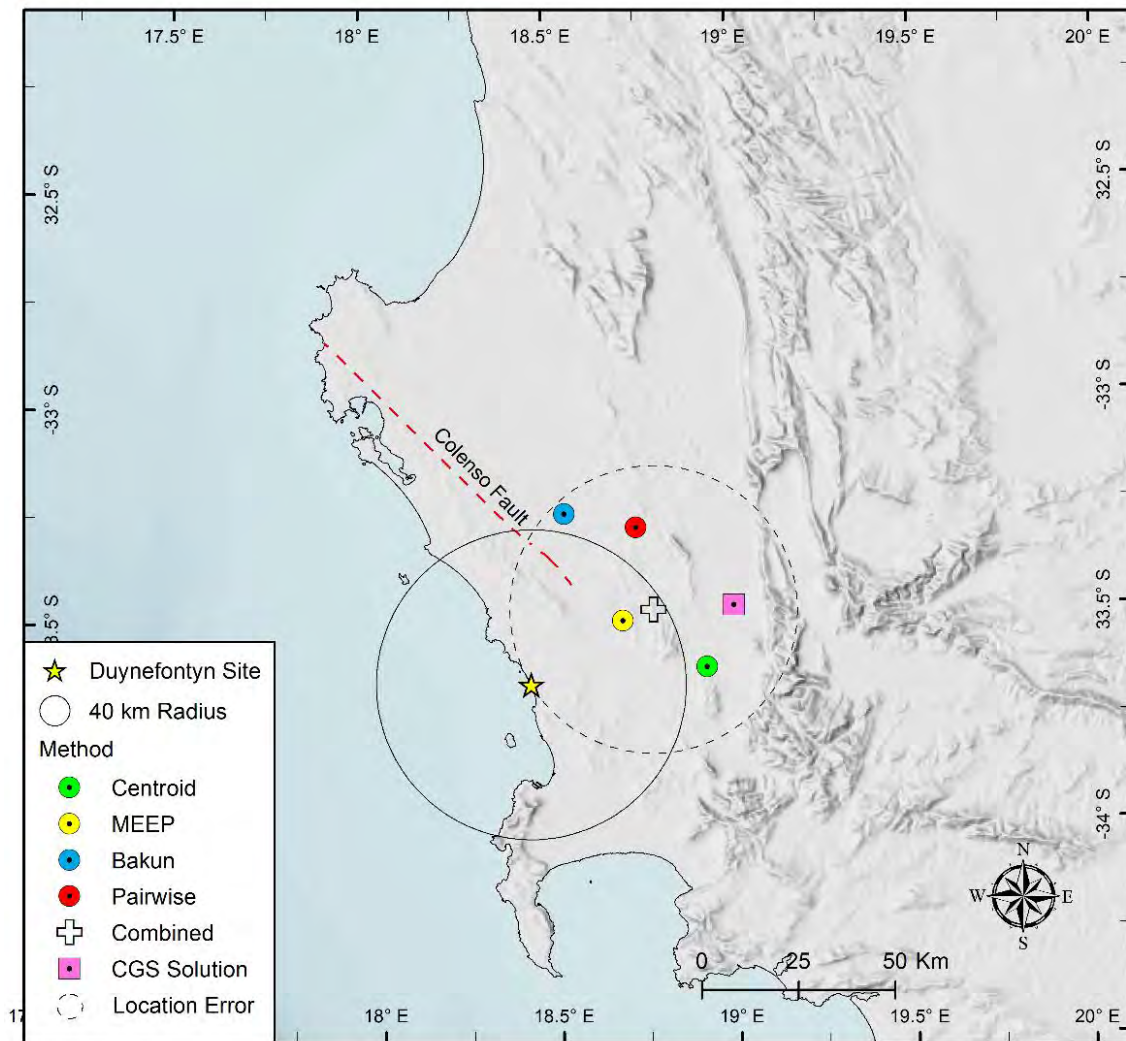 17.5° E 18° E 18.5° E 19° E 19.5° E 20° E
32.5° S 32.5° S
-33° S -33° S
Colenso Fault
33.5° S 33.5° S
-34° S
Duynefontyn Site
40 km Radius
Method
Centroid
MEEP
Bakun
Pairwise
Combined
CGS Solution
Location Error
N
W E
S
0 25 50 Km
18° E 18.5° E 19° E 19.5° E 20° E